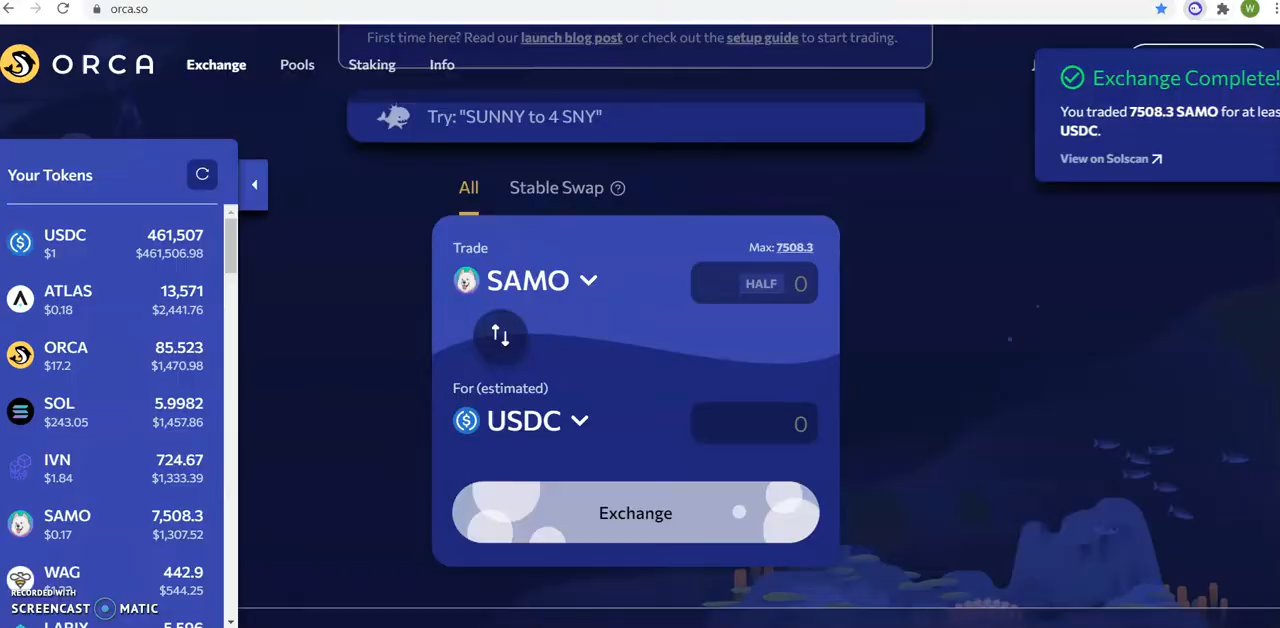 orca.so
W
First time here? Read our launch blog post or check out the setup guide to start trading.
ORCA
Exchange
Pools
Staking
Info
Exchange Complete!
You traded 7508.3 SAMO for at
USDC.
View on Solscan
Try: "SUNNY to 4 SNY"
Your Tokens
All
Stable Swap
USDC 461,507
$1 $461,506.98
ATLAS 13,571
$0.18 $2,441.76
ORCA 85.523
$17.2 $1,470.98
SOL 5.9982
$243.05 $1,457.86
IVN 724.67
$1.84 $1,333.39
SAMO 7,508.3
$0.17 $1,307.52
WAG 442.9
$544.25
Trade
Max: 7508.3
SAMO
HALF 0
For (estimated)
USDC
0
Exchange
RECORDED WITH
SCREENCAST MATIC